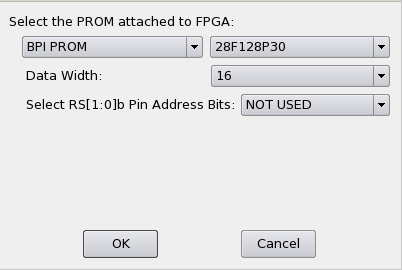 Select the PROM attached to FPGA:
BPI PROM 28F128P30
Data Width: 16
Select RS[1:0]b Pin Address Bits: NOT USED
OK Cancel